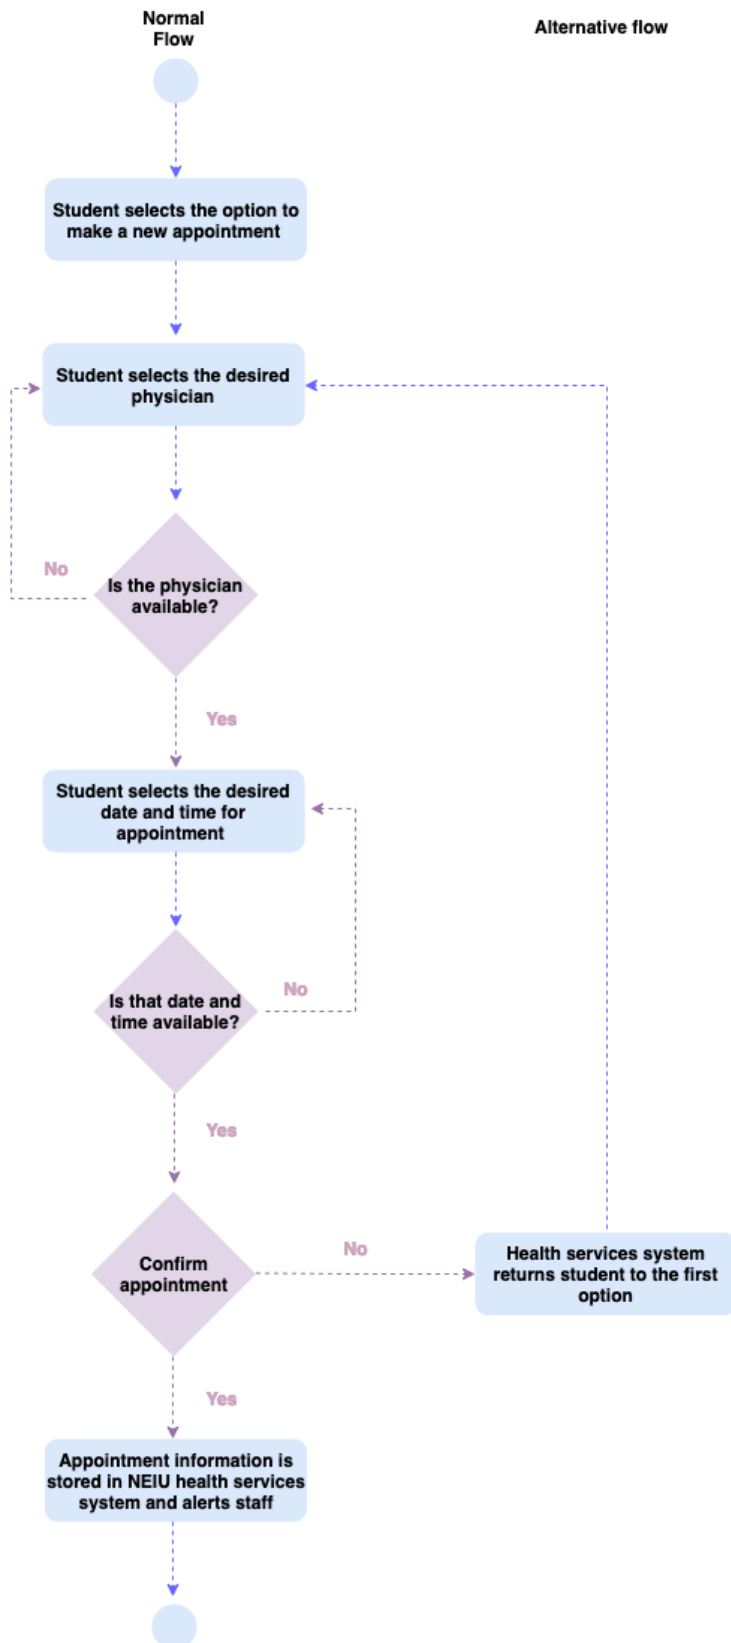 Normal
Flow
Alternative flow
Student selects the option to
make a new appointment
Student selects the desired
physician
No
Is the physician
available?
Yes
Student selects the desired
date and time for
appointment
Is that date and
time available?
No
Yes
Confirm
appointment
No
Health services system
returns student to the first
option
Yes
Appointment information is
stored in NEIU health services
system and alerts staff